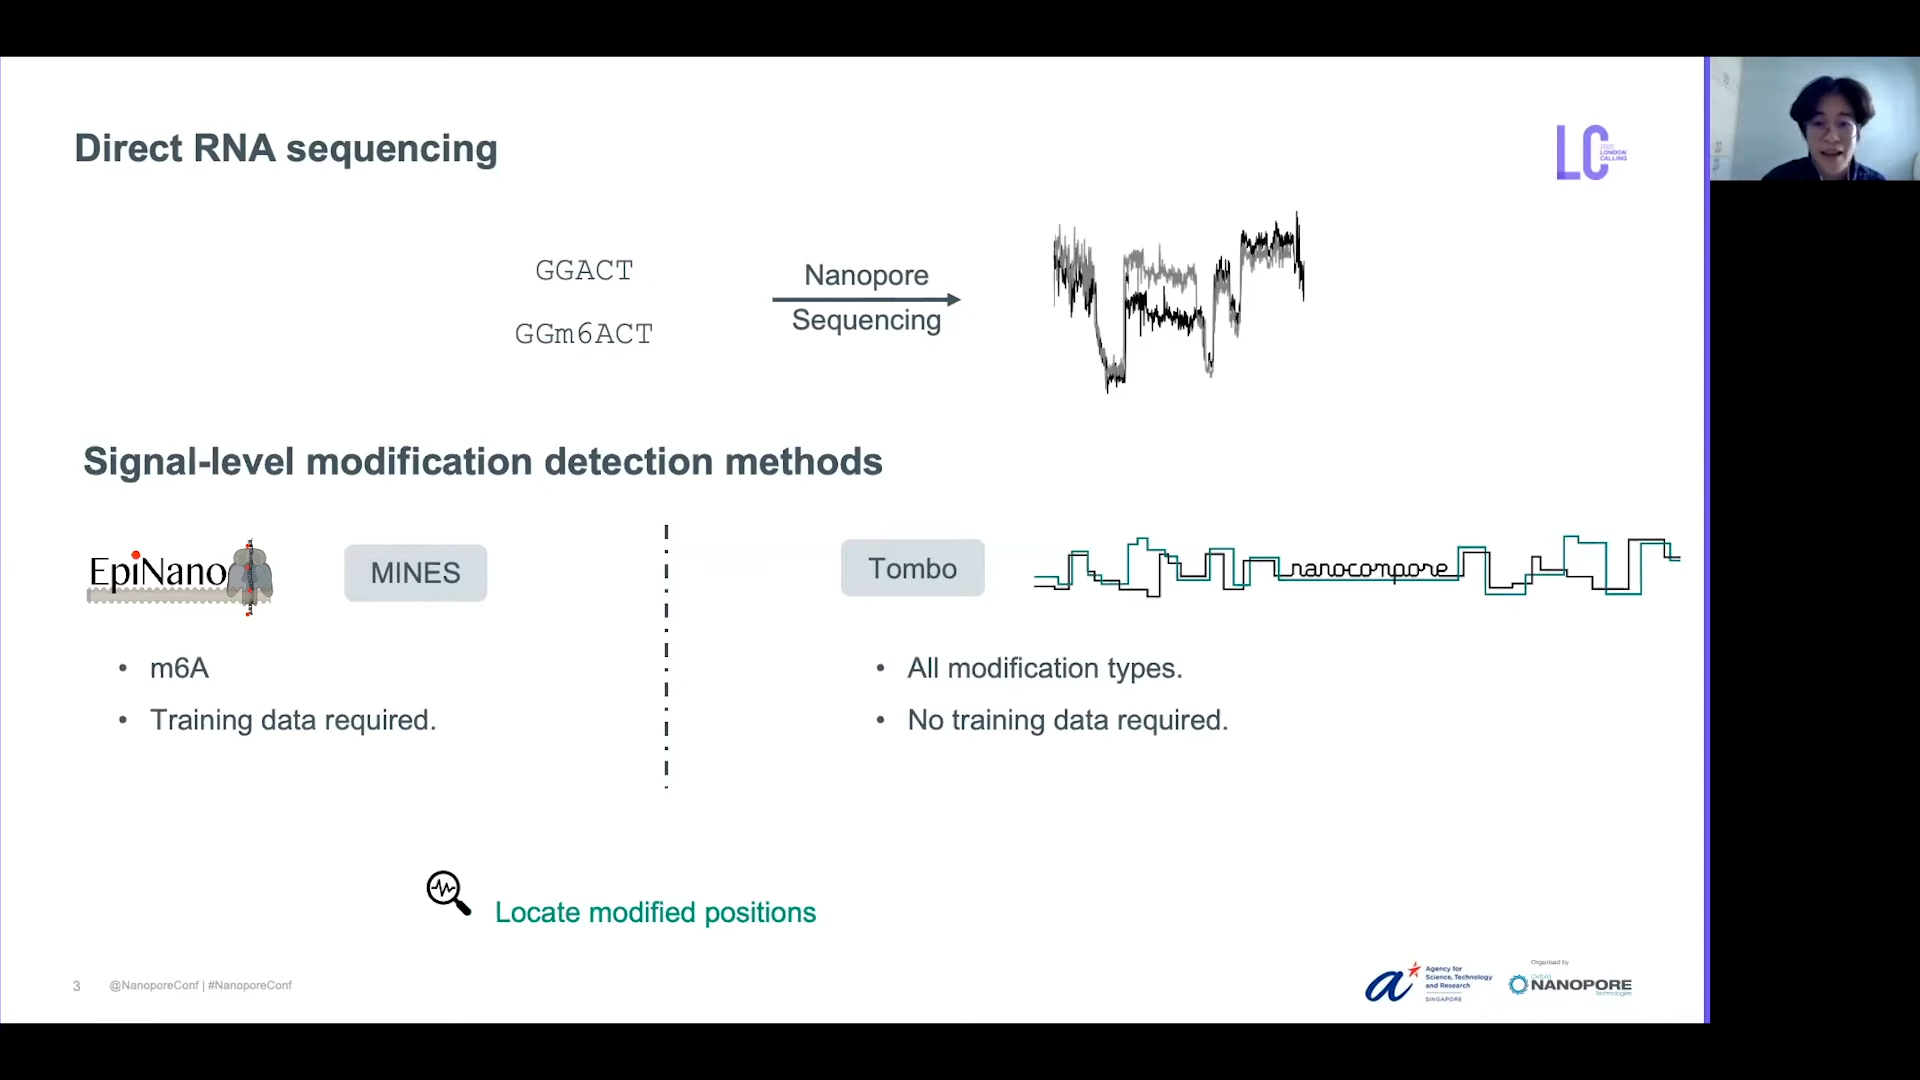 Direct RNA sequencing
LC
2020
LONDON
CALLING
GGACT
GGm6ACT
Nanopore
Sequencing
Signal-level modification detection methods
EpiNano
MINES
• m6A
• Training data required.
Tombo
nanocompore
• All modification types.
• No training data required.
Locate modified positions
3
@NanoporeConf | #NanoporeConf
Agency for
Science, Technology
and Research
SINGAPORE
Organised by
Oxford
NANOPORE
Technologies